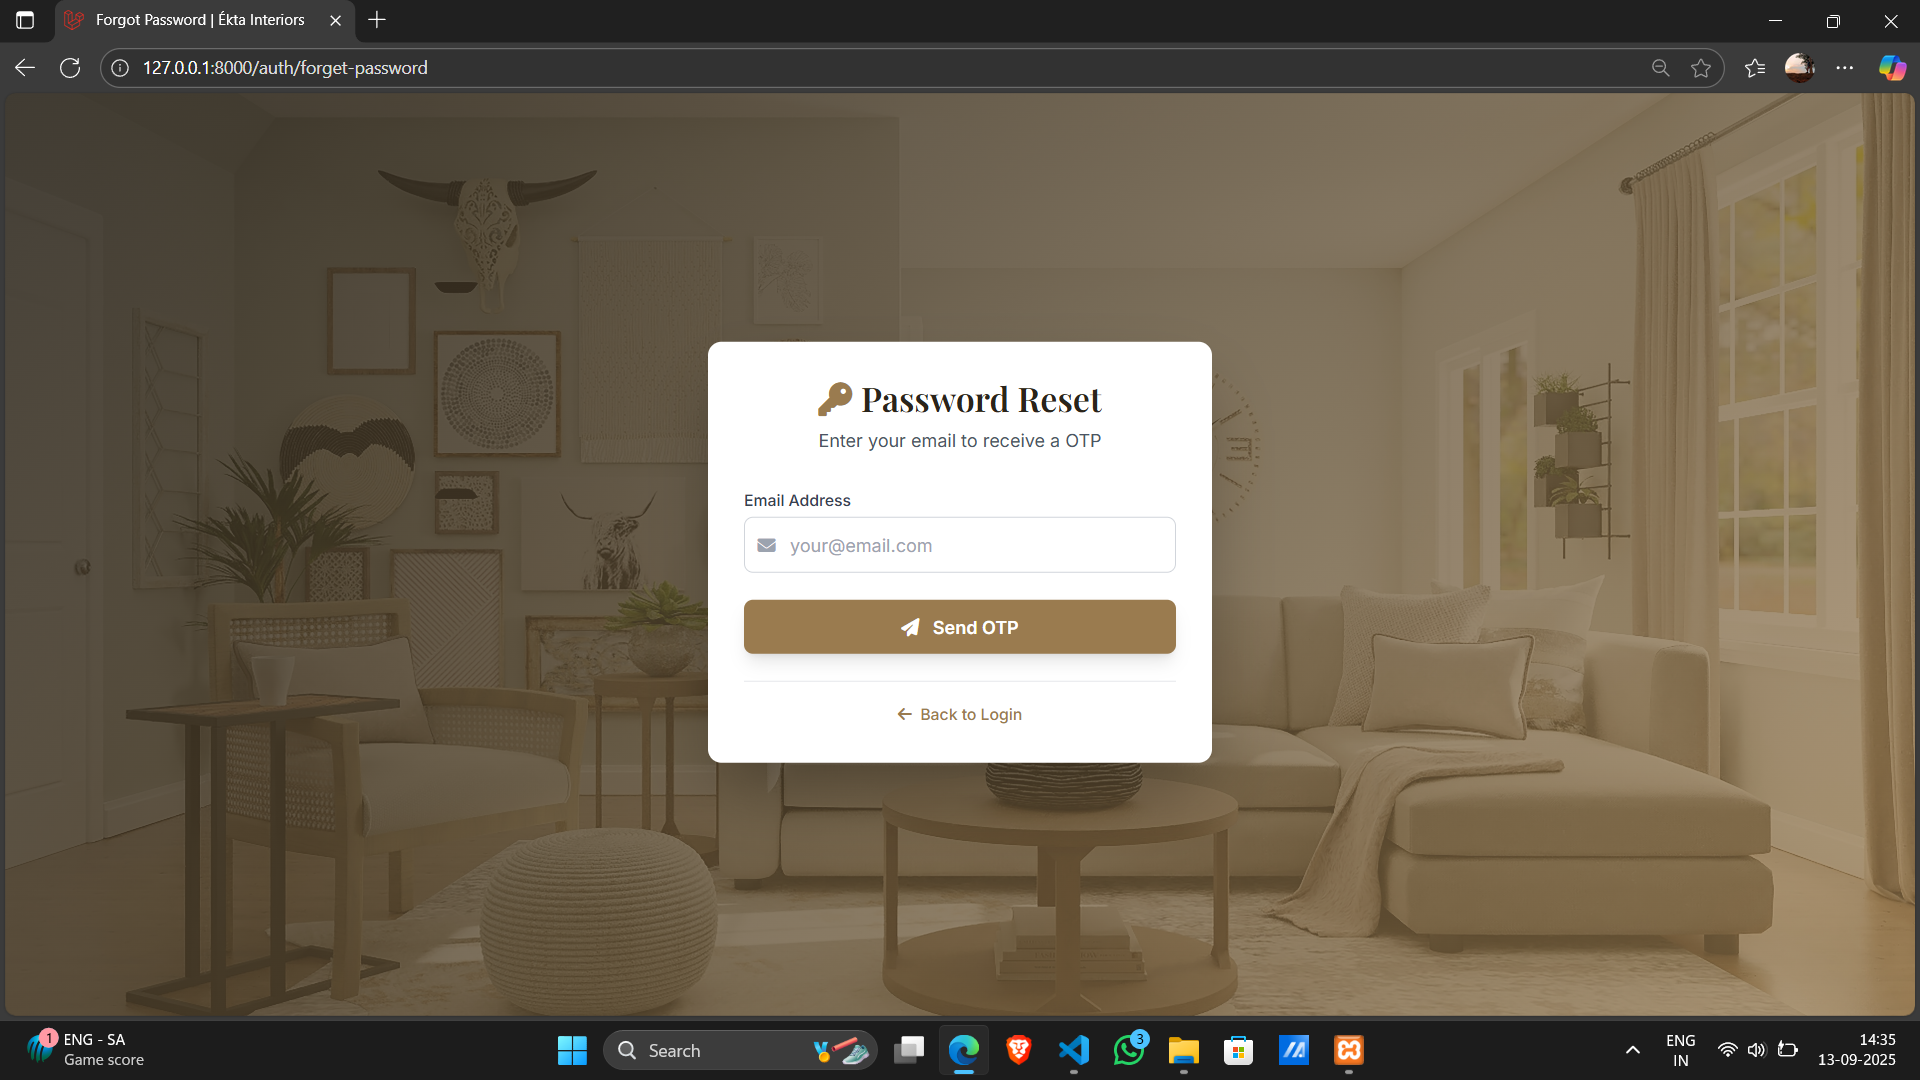 Forgot Password | Ékta Interiors
127.0.0.1:8000/auth/forget-password
Password Reset
Enter your email to receive a OTP
Email Address
your@email.com
Send OTP
Back to Login
1
ENG - SA
Game score
Search
3
ENG
IN
14:35
13-09-2025